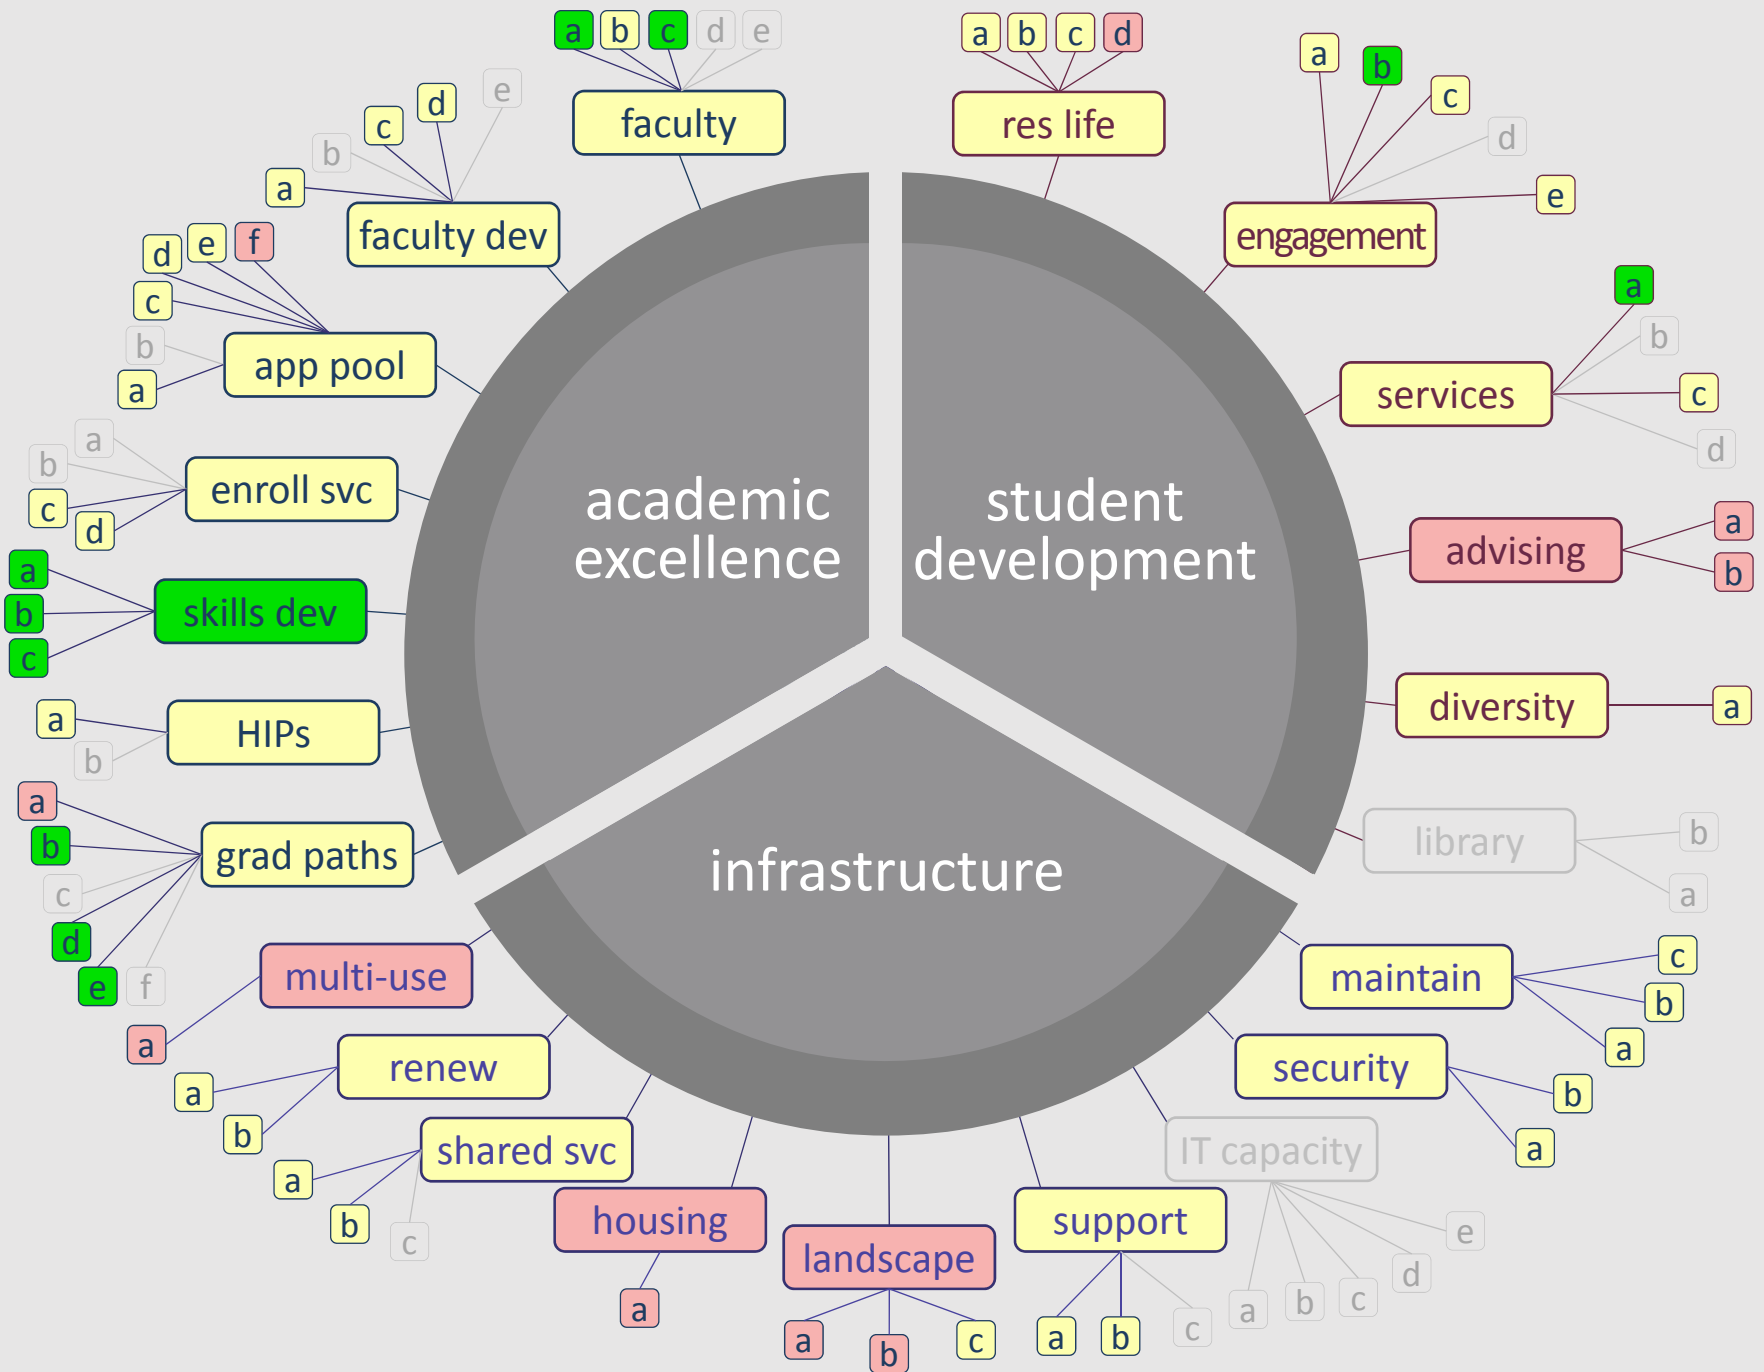 a b c d e
faculty
a b c d e
faculty dev
a b c d e f
app pool
a b c d
enroll svc
a b c
skills dev
a b
HIPs
a b c d e f
grad paths
academic
excellence
a b c d
res life
a b c d e
engagement
a b c d
services
a b
advising
a
diversity
b a
library
student
development
infrastructure
c b a
maintain
b a
security
IT capacity
a b c d e
support
a b c
landscape
a b c
housing
a
shared svc
a b c
renew
a b
multi-use
a